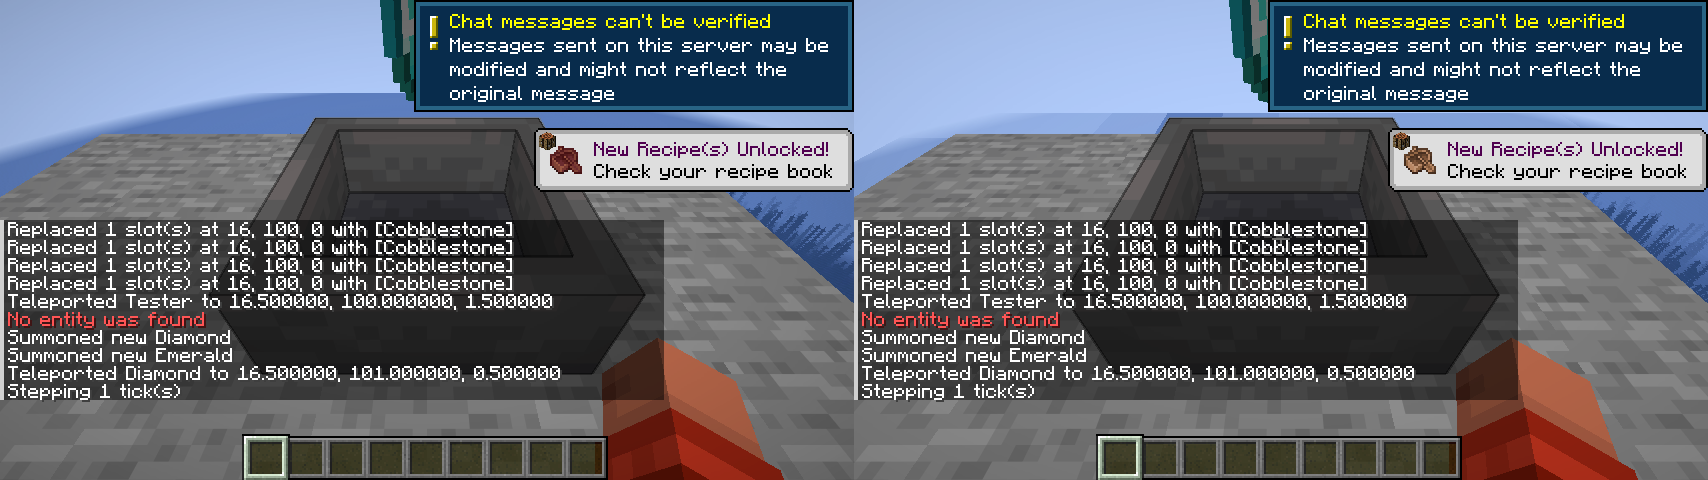 Chat messages can't be verified
Messages sent on this server may be
modified and might not reflect the
original message
New Recipe(s) Unlocked!
Check your recipe book
Replaced 1 slot(s) at 16, 100, 0 with [Cobblestone]
Replaced 1 slot(s) at 16, 100, 0 with [Cobblestone]
Replaced 1 slot(s) at 16, 100, 0 with [Cobblestone]
Replaced 1 slot(s) at 16, 100, 0 with [Cobblestone]
Teleported Tester to 16.500000, 100.000000, 1.500000
No entity was found
Summoned new Diamond
Summoned new Emerald
Teleported Diamond to 16.500000, 101.000000, 0.500000
Stepping 1 tick(s)
Chat messages can't be verified
Messages sent on this server may be
modified and might not reflect the
original message
New Recipe(s) Unlocked!
Check your recipe book
Replaced 1 slot(s) at 16, 100, 0 with [Cobblestone]
Replaced 1 slot(s) at 16, 100, 0 with [Cobblestone]
Replaced 1 slot(s) at 16, 100, 0 with [Cobblestone]
Replaced 1 slot(s) at 16, 100, 0 with [Cobblestone]
Teleported Tester to 16.500000, 100.000000, 1.500000
No entity was found
Summoned new Diamond
Summoned new Emerald
Teleported Diamond to 16.500000, 101.000000, 0.500000
Stepping 1 tick(s)